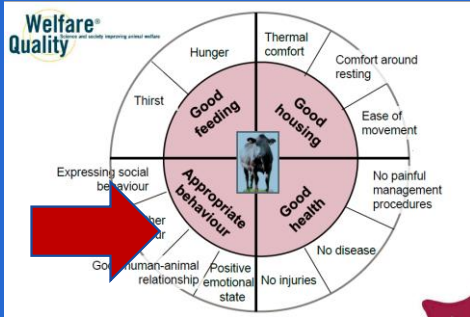 Welfare®
Quality Science and society improving animal welfare
Hunger
Thermal
comfort
Comfort around
resting
Thirst
Good
feeding
Good
housing
Ease of
movement
Expressing social
behaviour
Appropriate
behaviour
Good
health
No painful
management
procedures
No disease
human-animal
relationship
Positive
emotional
state
No injuries